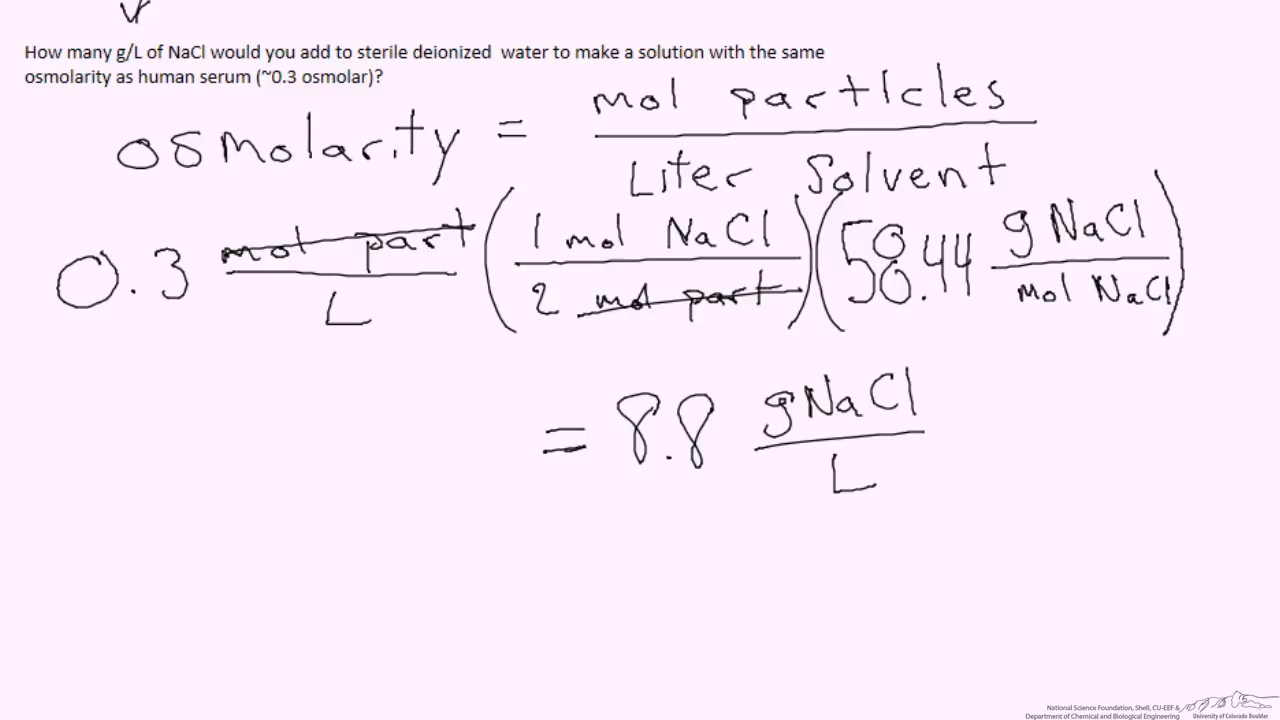 How many g/L of NaCl would you add to sterile deionized water to make a solution with the same
osmolarity as human serum (~0.3 osmolar)?
osmolarity = mol particles / Liter Solvent
0.3 mol part / L ( 1 mol NaCl / 2 mol part ) ( 58.44 g NaCl / mol NaCl )
= 8.8 g NaCl / L
National Science Foundation, Shell, CU-EEF &
Department of Chemical and Biological Engineering
University of Colorado Boulder